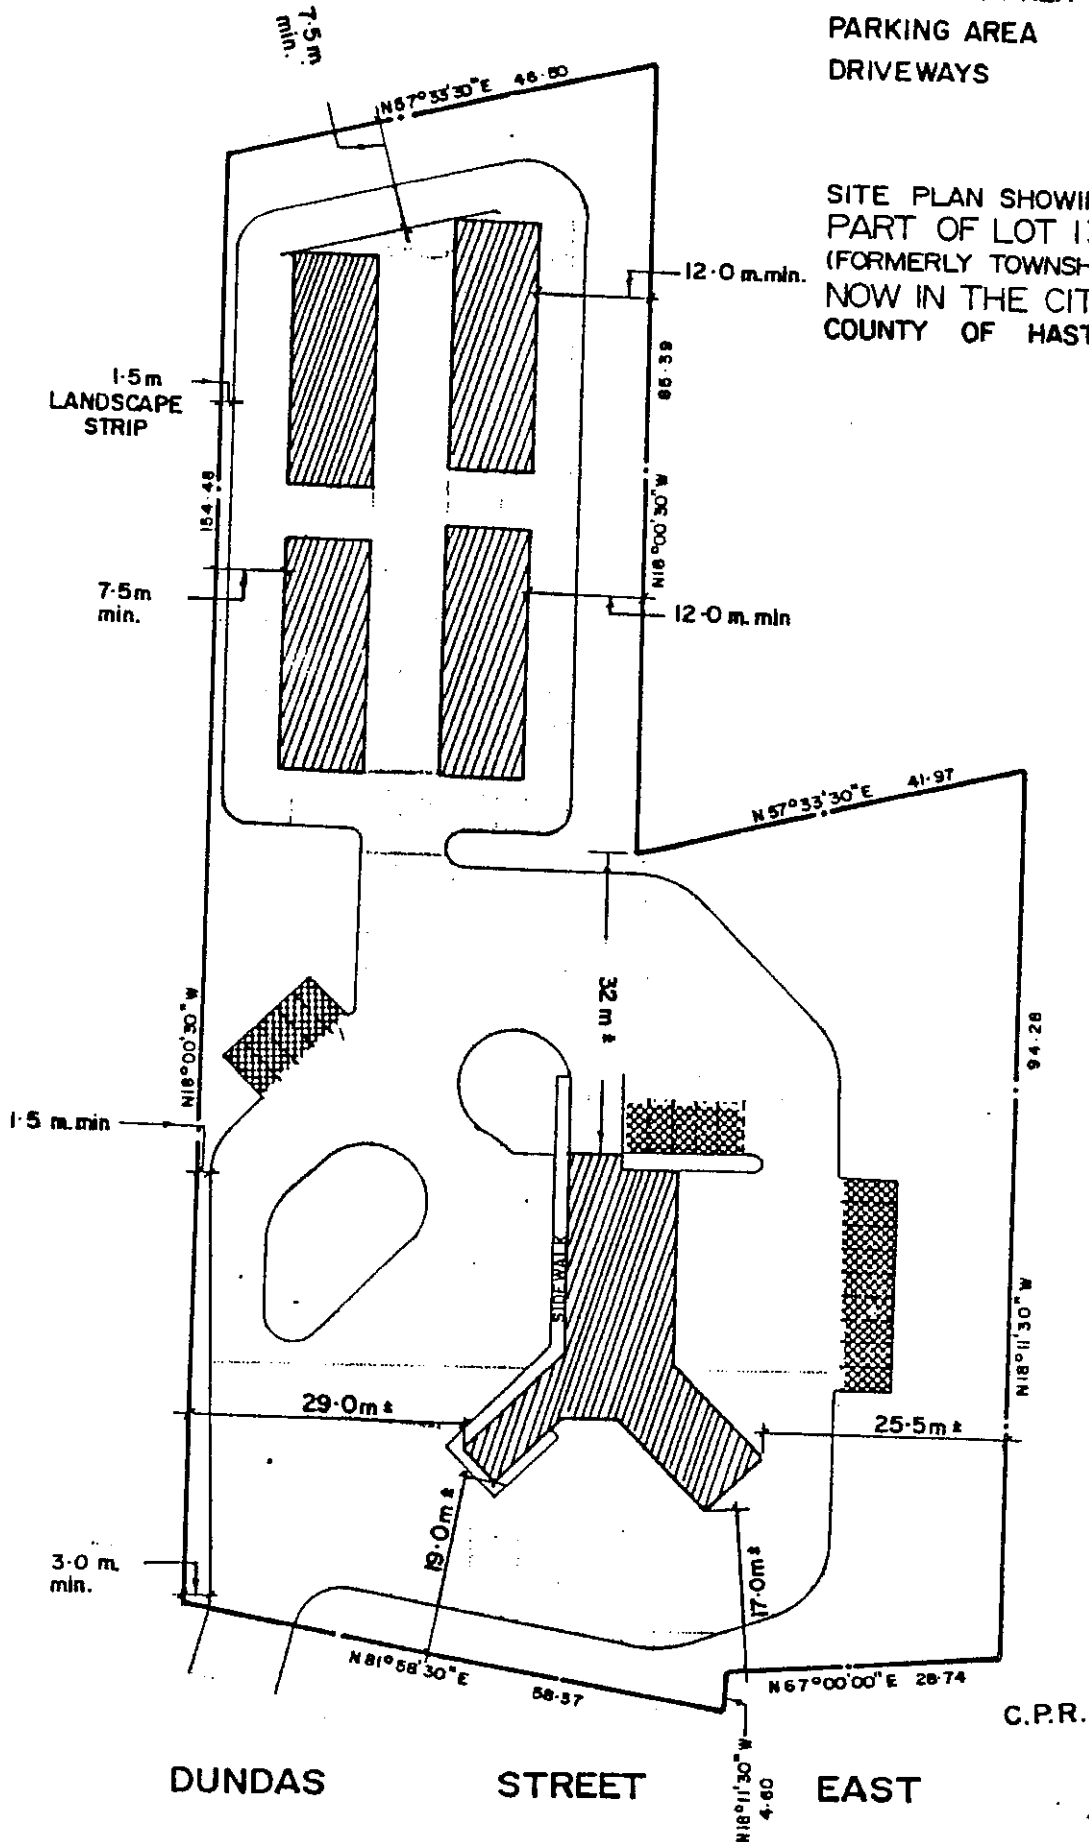 PARKING AREA
DRIVEWAYS
SITE PLAN SHOWI
PART OF LOT 1
(FORMERLY TOWNSH
NOW IN THE CIT
COUNTY OF HAST
7.5 m
min.
N57°33'30"E 46.80
12.0 m.min.
85.39
1.5m
LANDSCAPE
STRIP
154.48
N18°00'30"W
7.5m
min.
12.0 m.min
N57°33'30"E 41.97
32m±
N18°00'30"W
94.28
1.5 m.min
SIDEWALK
N18°11'30"W
29.0m±
25.5m±
19.0m±
17.0m±
3.0 m.
min.
N81°58'30"E 58.37
N67°00'00"E 28.74
C.P.R.
N18°11'30"W
4.60
DUNDAS STREET EAST